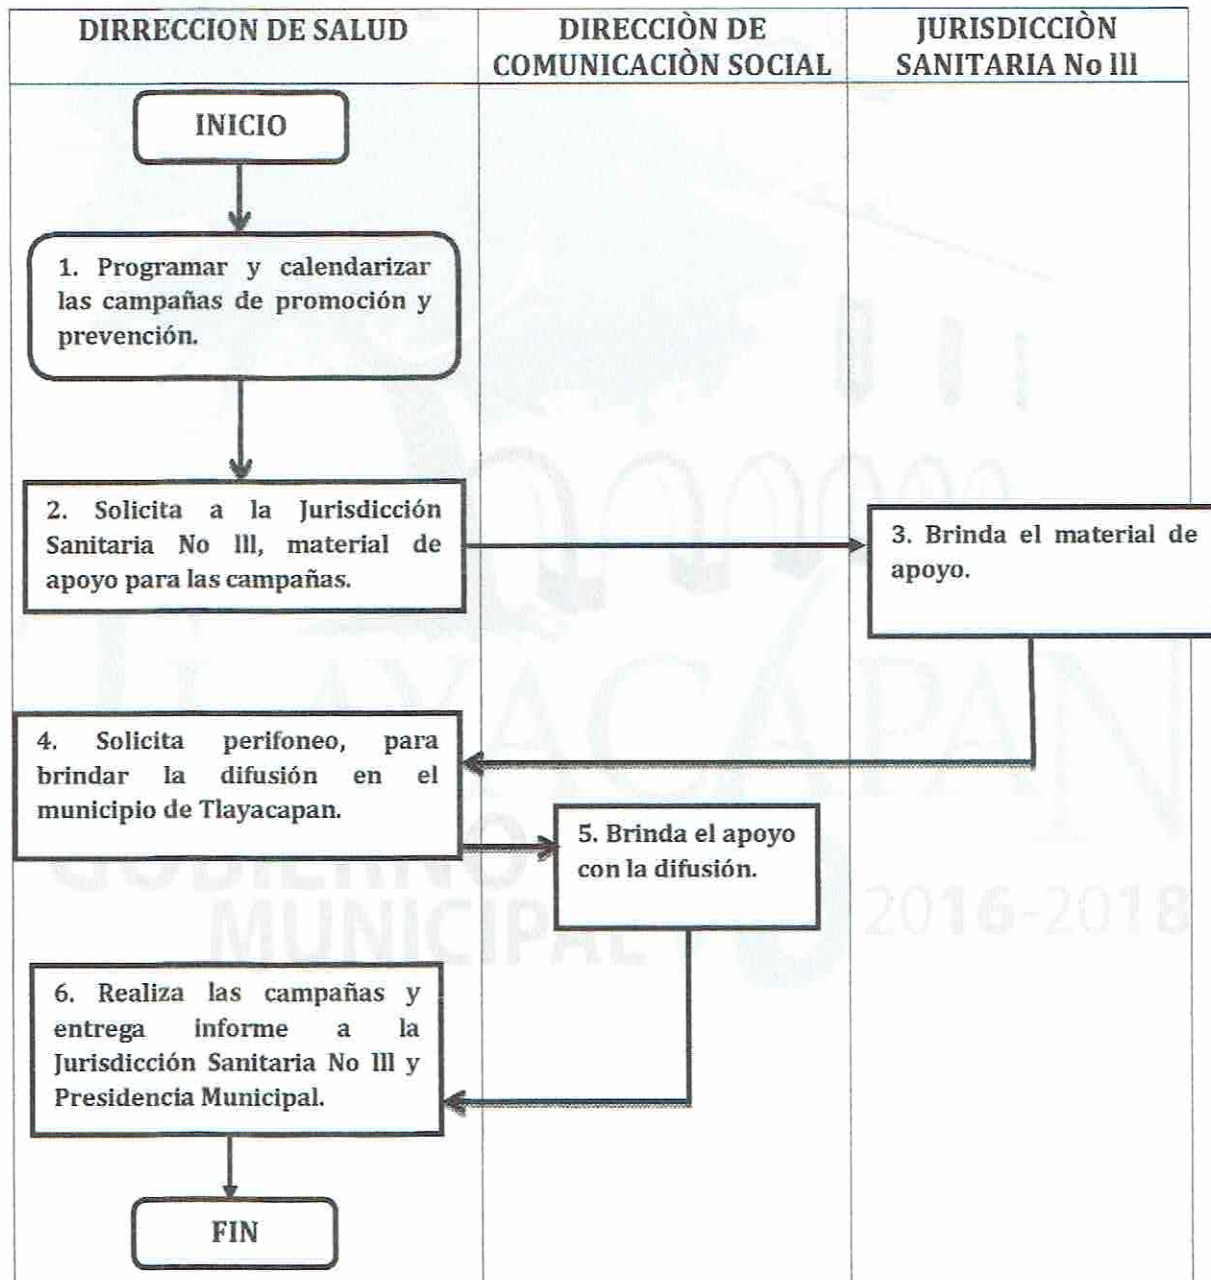 DIRRECCION DE SALUD
DIRECCIÒN DE
COMUNICACIÒN SOCIAL
JURISDICCIÒN
SANITARIA No lll
INICIO
1. Programar y calendarizar
las campañas de promoción y
prevención.
2. Solicita a la Jurisdicción
Sanitaria No lll, material de
apoyo para las campañas.
3. Brinda el material de
apoyo.
4. Solicita perifoneo, para
brindar la difusión en el
municipio de Tlayacapan.
5. Brinda el apoyo
con la difusión.
6. Realiza las campañas y
entrega informe a la
Jurisdicción Sanitaria No lll y
Presidencia Municipal.
FIN
TLAYACAPAN
GOBIERNO
MUNICIPAL
2016-2018